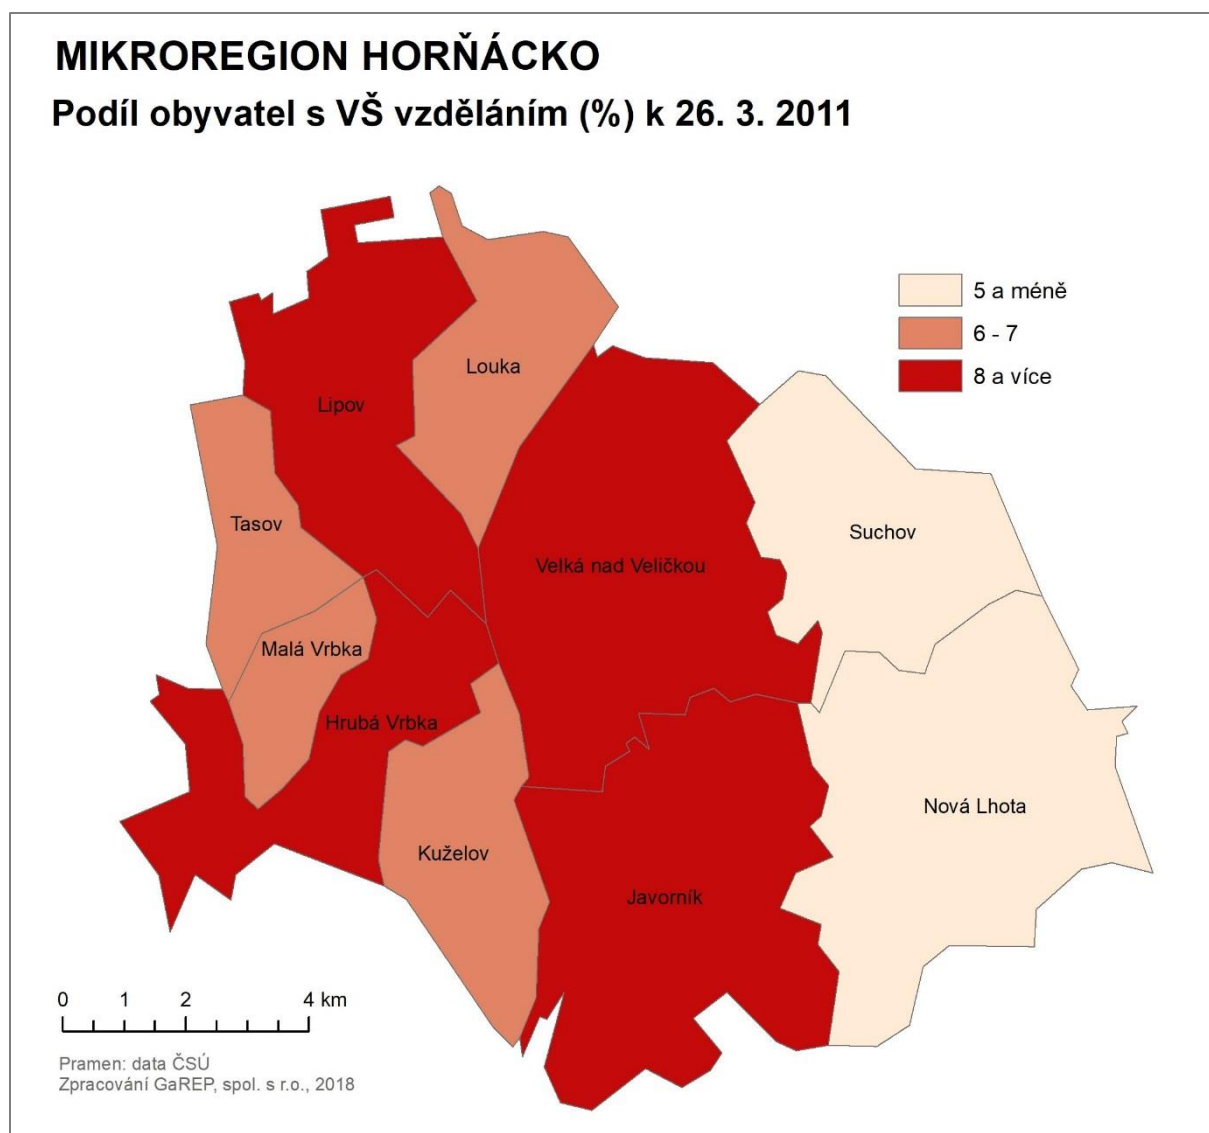 MIKROREGION HORŇÁCKO
Podíl obyvatel s VŠ vzděláním (%) k 26. 3. 2011
5 a méně
6 - 7
8 a více
Louka
Lipov
Tasov
Suchov
Velká nad Veličkou
Malá Vrbka
Hrubá Vrbka
Nová Lhota
Kuželov
Javorník
0 1 2 4 km
Pramen: data ČSÚ
Zpracování GaREP, spol. s r.o., 2018